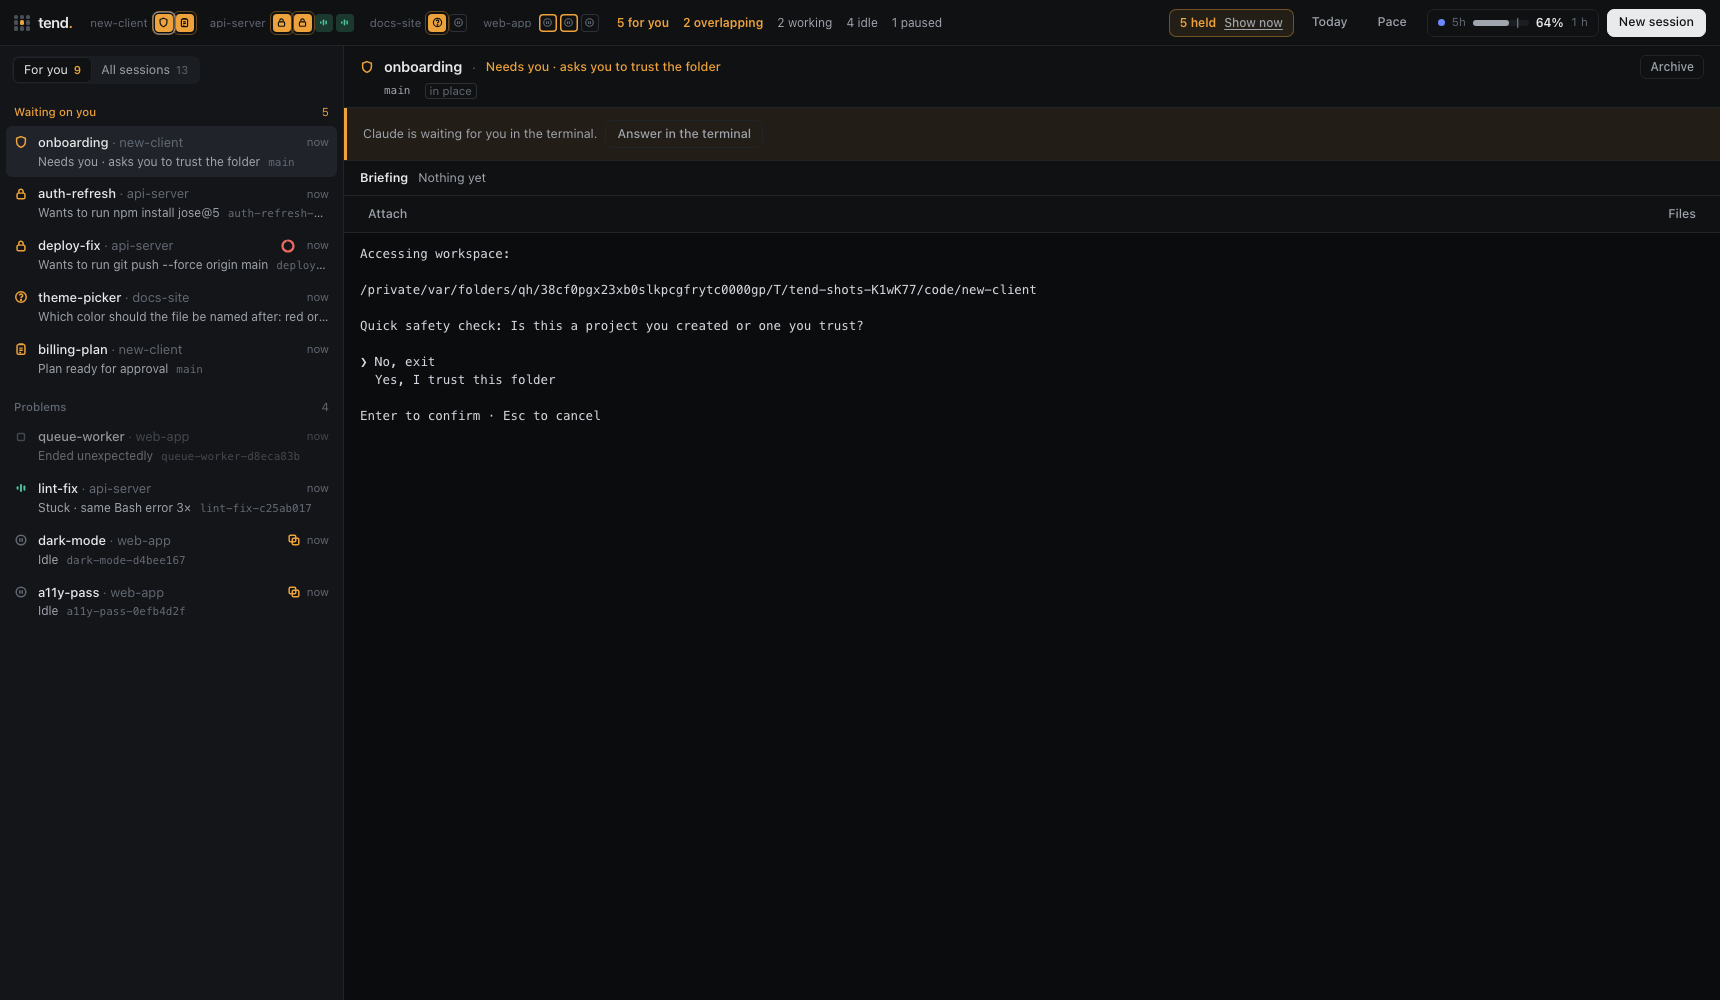 tend. new-client api-server docs-site web-app 5 for you 2 overlapping 2 working 4 idle 1 paused 5 held Show now Today Pace 5h 64% 1 h New session
For you 9 All sessions 13
Waiting on you 5
onboarding · new-client now
Needs you · asks you to trust the folder main
auth-refresh · api-server now
Wants to run npm install jose@5 auth-refresh-…
deploy-fix · api-server now
Wants to run git push --force origin main deploy…
theme-picker · docs-site now
Which color should the file be named after: red or…
billing-plan · new-client now
Plan ready for approval main
Problems 4
queue-worker · web-app now
Ended unexpectedly queue-worker-d8eca83b
lint-fix · api-server now
Stuck · same Bash error 3× lint-fix-c25ab017
dark-mode · web-app now
Idle dark-mode-d4bee167
a11y-pass · web-app now
Idle a11y-pass-0efb4d2f
onboarding · Needs you · asks you to trust the folder Archive
main in place
Claude is waiting for you in the terminal. Answer in the terminal
Briefing Nothing yet
Attach Files
Accessing workspace:
/private/var/folders/qh/38cf0pgx23xb0slkpcgfrytc0000gp/T/tend-shots-K1wK77/code/new-client
Quick safety check: Is this a project you created or one you trust?
❯ No, exit
Yes, I trust this folder
Enter to confirm · Esc to cancel